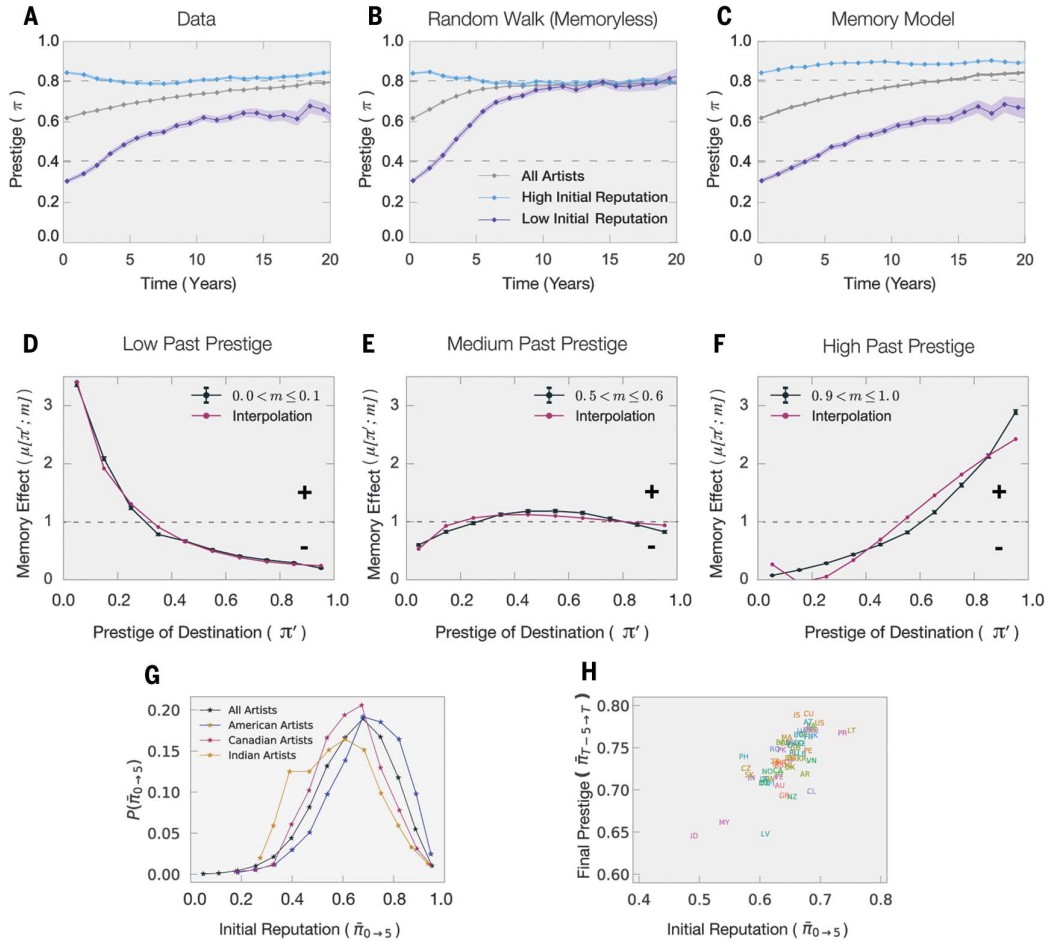 A Data
B Random Walk (Memoryless)
C Memory Model
Prestige ( π )
1.0
0.8
0.6
0.4
0.2
0.0
0 5 10 15 20
Time (Years)
Prestige ( π )
1.0
0.8
0.6
0.4
0.2
0.0
All Artists
High Initial Reputation
Low Initial Reputation
0 5 10 15 20
Time (Years)
Prestige ( π )
1.0
0.8
0.6
0.4
0.2
0.0
0 5 10 15 20
Time (Years)
D Low Past Prestige
E Medium Past Prestige
F High Past Prestige
Memory Effect ( μ[π′; m] )
3
2
1
0
0.0 < m ≤ 0.1
Interpolation
+
-
0.0 0.2 0.4 0.6 0.8 1.0
Prestige of Destination ( π′ )
Memory Effect ( μ[π′; m] )
3
2
1
0
0.5 < m ≤ 0.6
Interpolation
+
-
0.0 0.2 0.4 0.6 0.8 1.0
Prestige of Destination ( π′ )
Memory Effect ( μ[π′; m] )
3
2
1
0
0.9 < m ≤ 1.0
Interpolation
+
-
0.0 0.2 0.4 0.6 0.8 1.0
Prestige of Destination ( π′ )
G
P(π̄0→5)
0.20
0.15
0.10
0.05
0.00
All Artists
American Artists
Canadian Artists
Indian Artists
0.0 0.2 0.4 0.6 0.8 1.0
Initial Reputation ( π̄0→5 )
H
Final Prestige ( π̄T−5→T )
0.80
0.75
0.70
0.65
0.60
CU
US
PR LT
PH
CZ
VN
AR
AU
CL
NZ
MY
LV
0.4 0.5 0.6 0.7 0.8
Initial Reputation ( π̄0→5 )